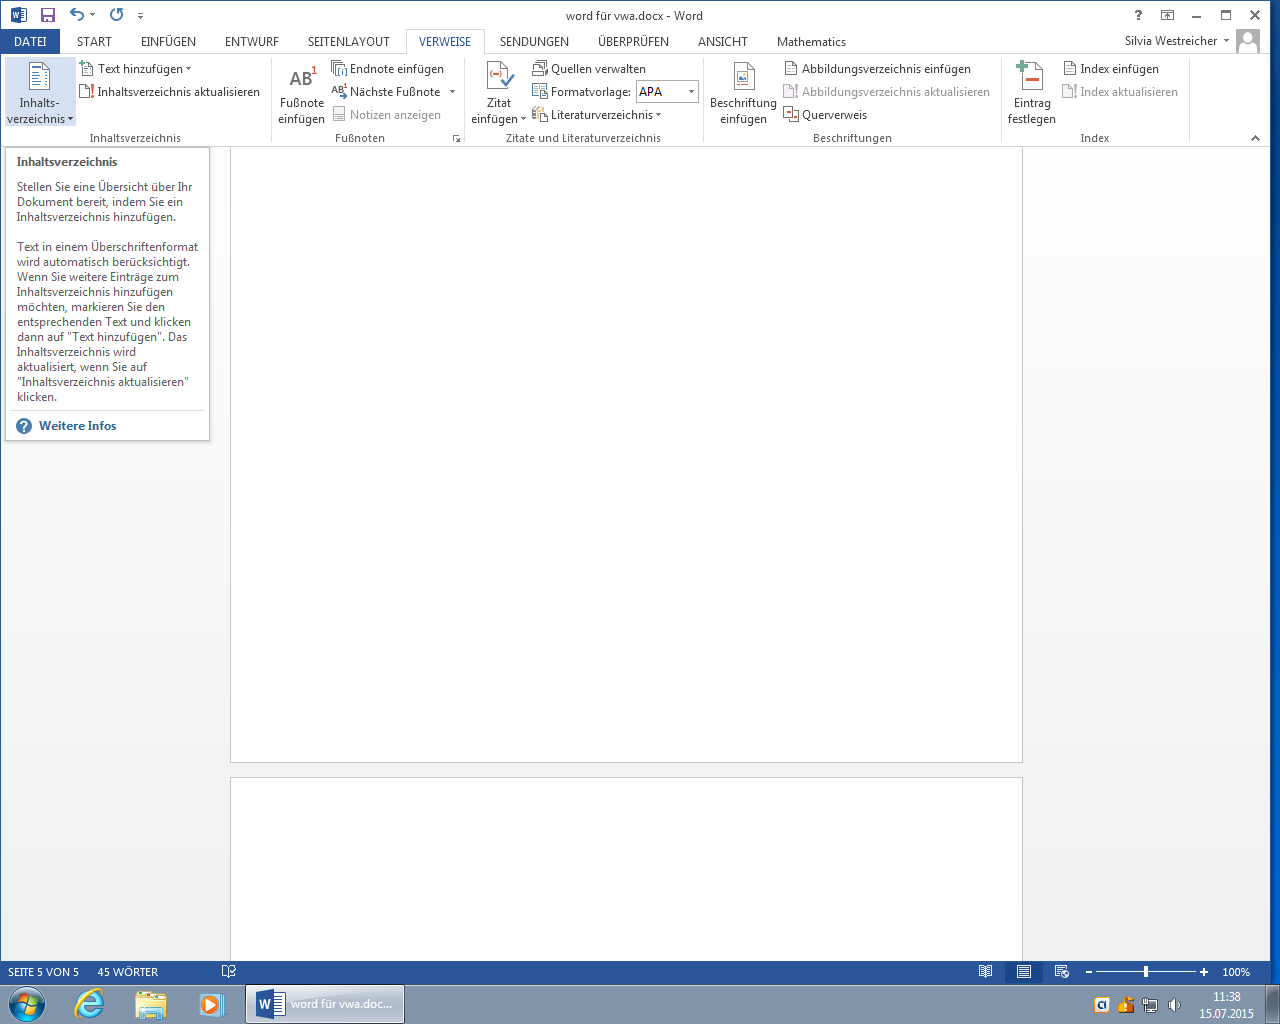 word für vwa.docx - Word
DATEI START EINFÜGEN ENTWURF SEITENLAYOUT VERWEISE SENDUNGEN ÜBERPRÜFEN ANSICHT Mathematics Silvia Westreicher
Inhalts-
verzeichnis
Text hinzufügen
Inhaltsverzeichnis aktualisieren
Inhaltsverzeichnis
AB1
Fußnote
einfügen
Endnote einfügen
Nächste Fußnote
Notizen anzeigen
Fußnoten
Zitat
einfügen
Quellen verwalten
Formatvorlage: APA
Literaturverzeichnis
Zitate und Literaturverzeichnis
Beschriftung
einfügen
Abbildungsverzeichnis einfügen
Abbildungsverzeichnis aktualisieren
Querverweis
Beschriftungen
Eintrag
festlegen
Index einfügen
Index aktualisieren
Index
Inhaltsverzeichnis
Stellen Sie eine Übersicht über Ihr
Dokument bereit, indem Sie ein
Inhaltsverzeichnis hinzufügen.
Text in einem Überschriftenformat
wird automatisch berücksichtigt.
Wenn Sie weitere Einträge zum
Inhaltsverzeichnis hinzufügen
möchten, markieren Sie den
entsprechenden Text und klicken
dann auf "Text hinzufügen". Das
Inhaltsverzeichnis wird
aktualisiert, wenn Sie auf
"Inhaltsverzeichnis aktualisieren"
klicken.
Weitere Infos
SEITE 5 VON 5 45 WÖRTER 100%
word für vwa.doc...
11:38
15.07.2015